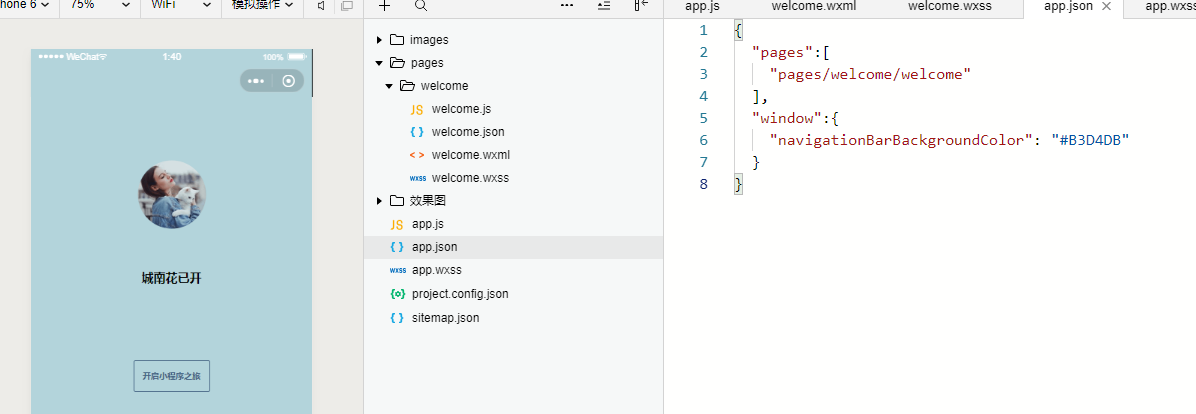 hone 6
75%
WiFi
模拟操作
app.js
welcome.wxml
welcome.wxss
app.json
app.wxss
WeChat
1:40
100%
城南花已开
开启小程序之旅
images
pages
welcome
JS welcome.js
{ } welcome.json
< > welcome.wxml
wxss welcome.wxss
效果图
JS app.js
{ } app.json
wxss app.wxss
{o} project.config.json
{ } sitemap.json
1 {
2 "pages":[
3 "pages/welcome/welcome"
4 ],
5 "window":{
6 "navigationBarBackgroundColor": "#B3D4DB"
7 }
8 }